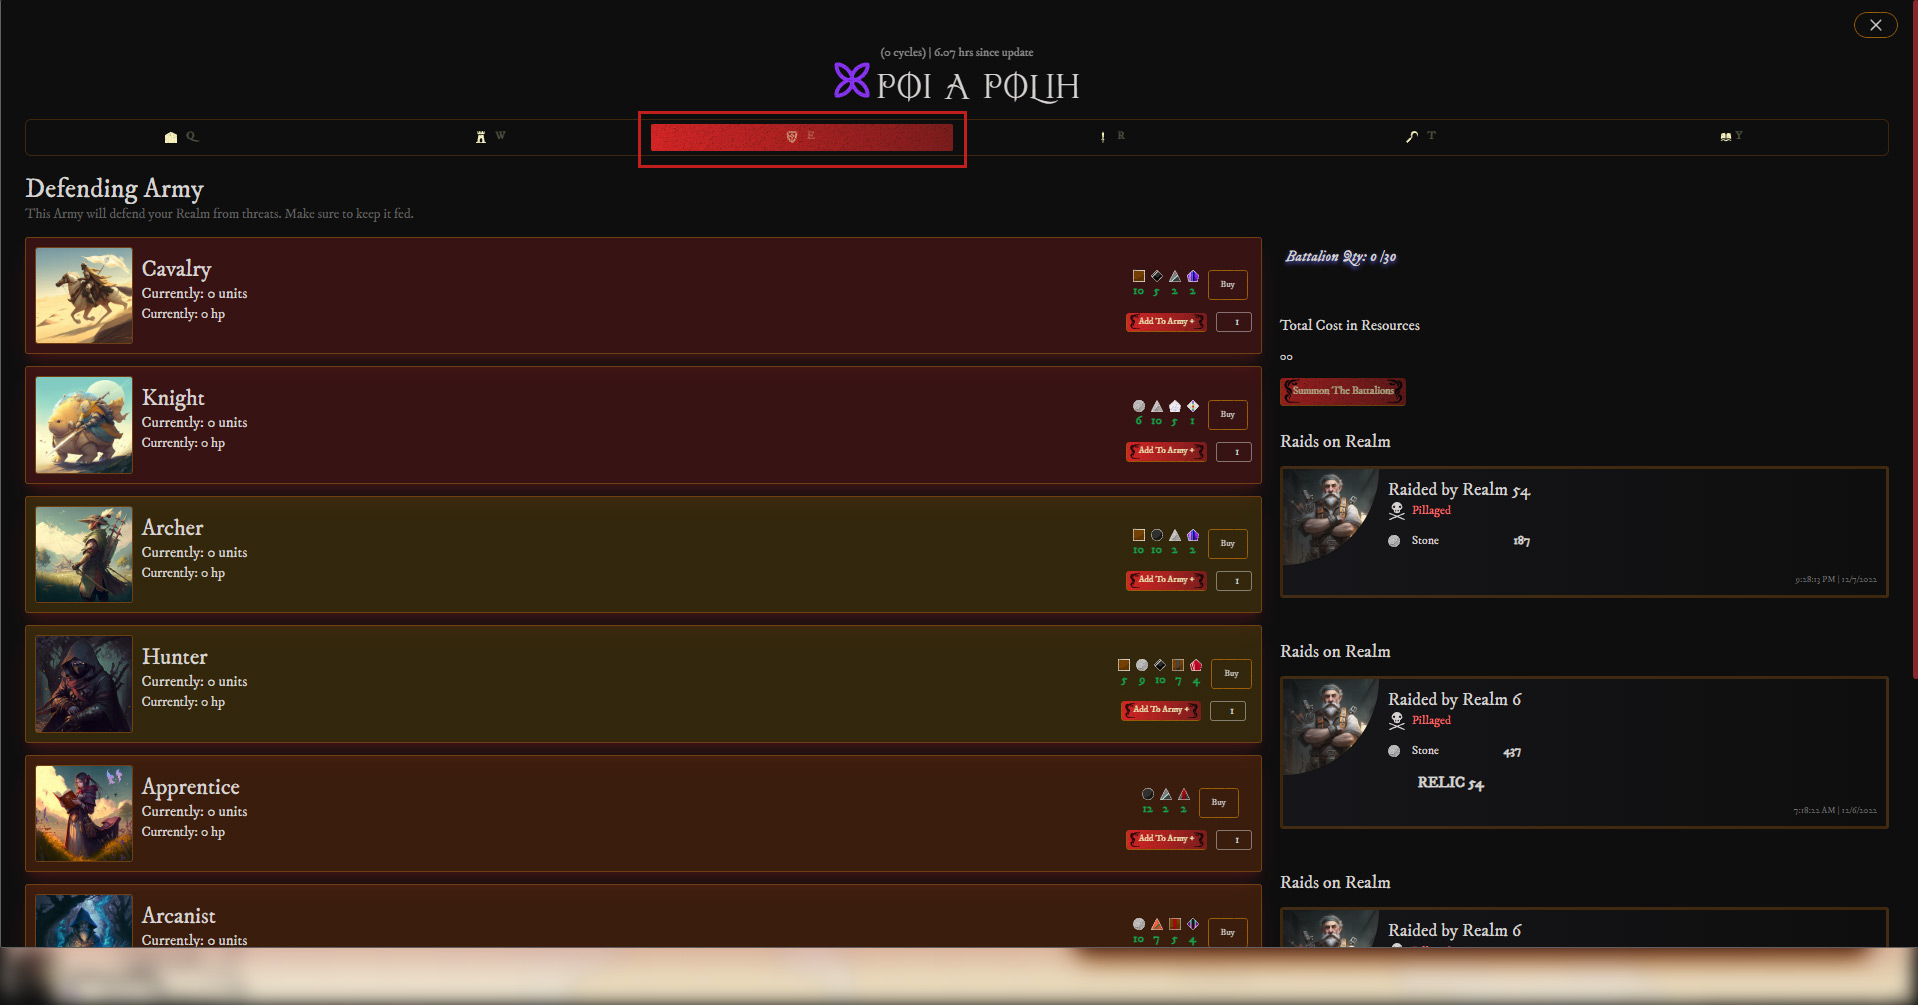 (0 cycles) | 6.07 hrs since update
POI A POLIH
Q
W
E
R
T
Y
Defending Army
This Army will defend your Realm from threats. Make sure to keep it fed.
Cavalry
Currently: 0 units
Currently: 0 hp
10 5 2 2
Buy
Add To Army +
1
Knight
Currently: 0 units
Currently: 0 hp
6 10 5 1
Buy
Add To Army +
1
Archer
Currently: 0 units
Currently: 0 hp
10 10 2 2
Buy
Add To Army +
1
Hunter
Currently: 0 units
Currently: 0 hp
5 9 10 7 4
Buy
Add To Army +
1
Apprentice
Currently: 0 units
Currently: 0 hp
12 2 2
Buy
Add To Army +
1
Arcanist
Currently: 0 units
10 7 5 4
Buy
Battalion Qty: 0 /30
Total Cost in Resources
00
Summon The Battalions
Raids on Realm
Raided by Realm 54
Pillaged
Stone 187
9:28:13 PM | 12/7/2022
Raids on Realm
Raided by Realm 6
Pillaged
Stone 437
RELIC 54
7:18:22 AM | 12/6/2022
Raids on Realm
Raided by Realm 6